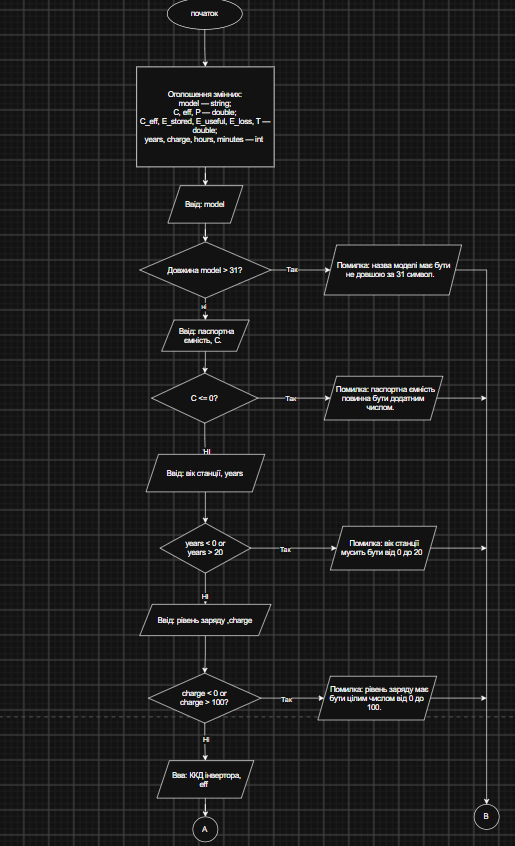 початок
Оголошення змінних:
model — string;
C, eff, P — double;
C_eff, E_stored, E_useful, E_loss, T —
double;
years, charge, hours, minutes — int
Ввід: model
Довжина model > 31?
Так
Помилка: назва моделі має бути
не довшою за 31 символ.
ні
Ввід: паспортна
ємність, C.
C <= 0?
Так
Помилка: паспортна ємність
повинна бути додатним
числом.
Ні
Ввід: вік станції, years
years < 0 or
years > 20
Так
Помилка: вік станції
мусить бути від 0 до 20
Ні
Ввід: рівень заряду ,charge
charge < 0 or
charge > 100?
Так
Помилка: рівень заряду має
бути цілим числом від 0 до
100.
Ні
Ввв: ККД інвертора,
eff
A
B